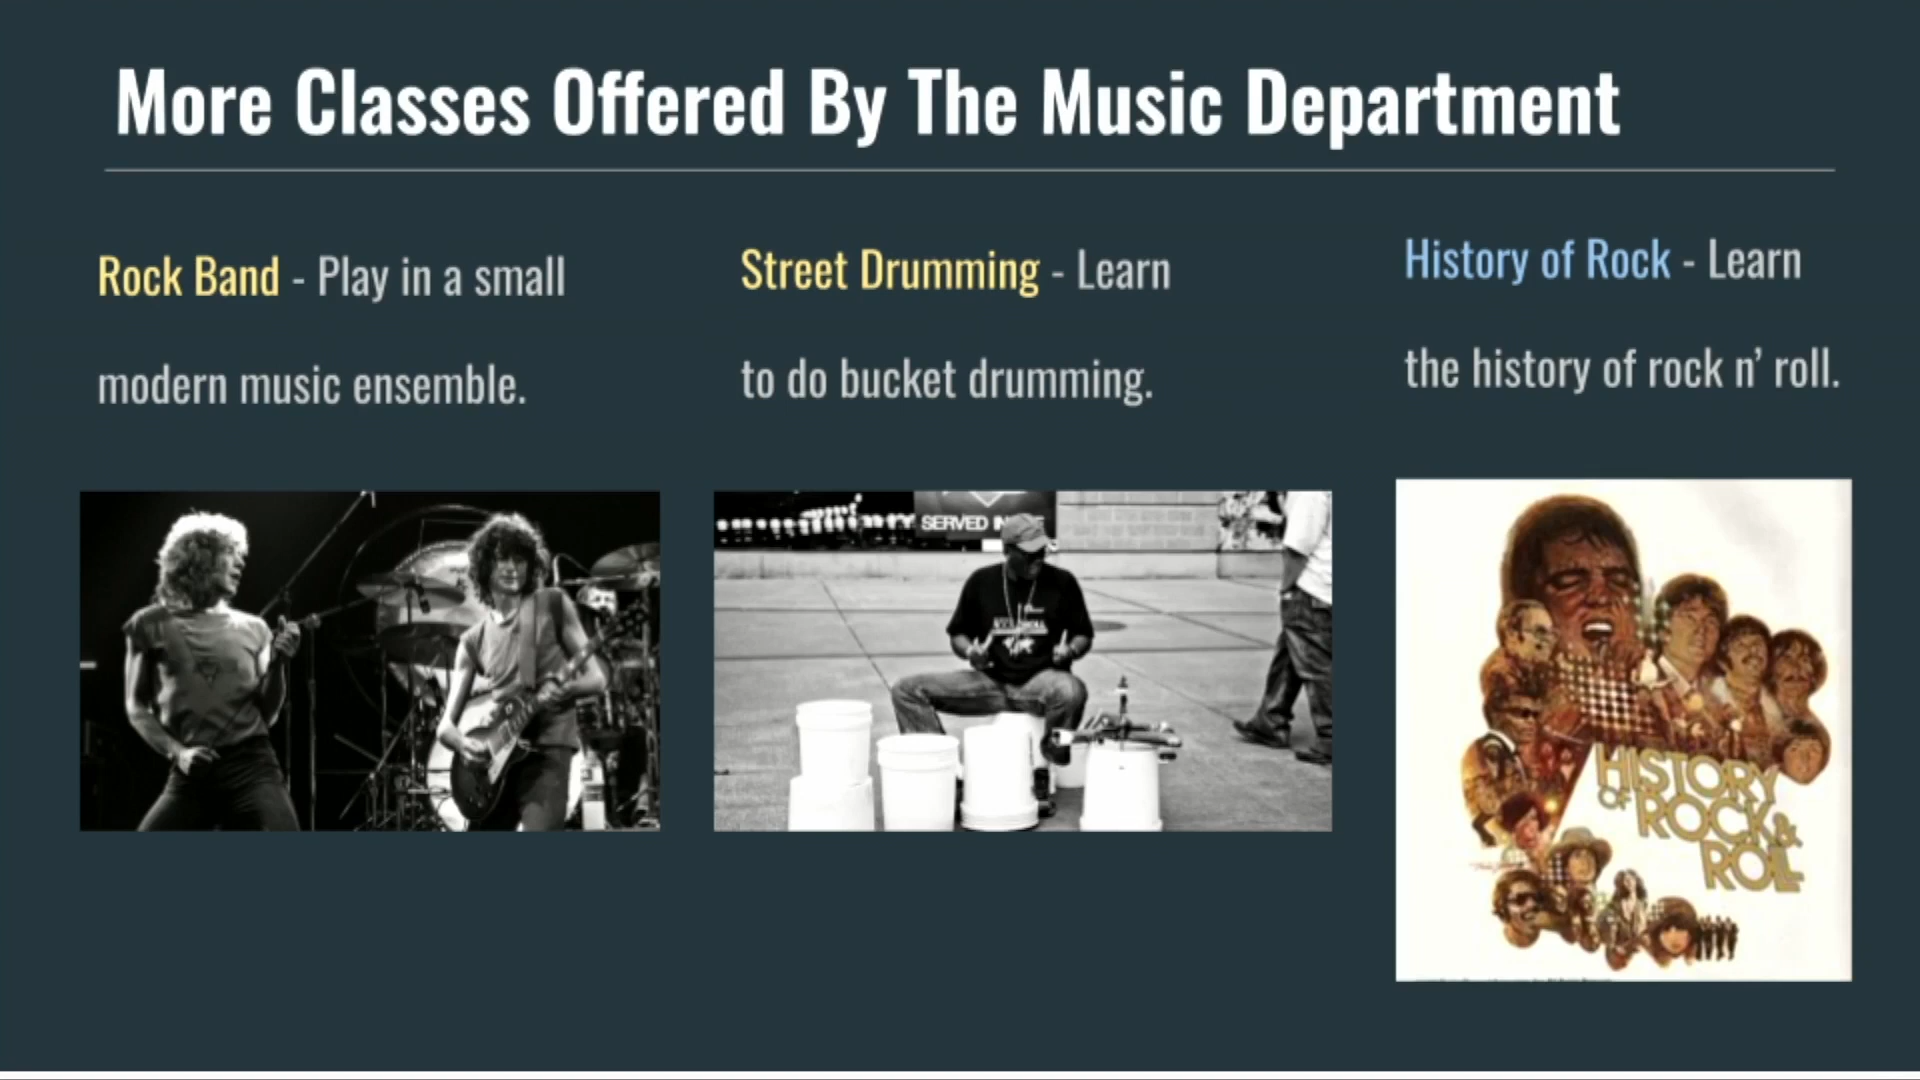 More Classes Offered By The Music Department
Rock Band - Play in a small
modern music ensemble.
Street Drumming - Learn
to do bucket drumming.
History of Rock - Learn
the history of rock n’ roll.
SERVED IN
HISTORY
OF ROCK &
ROLL